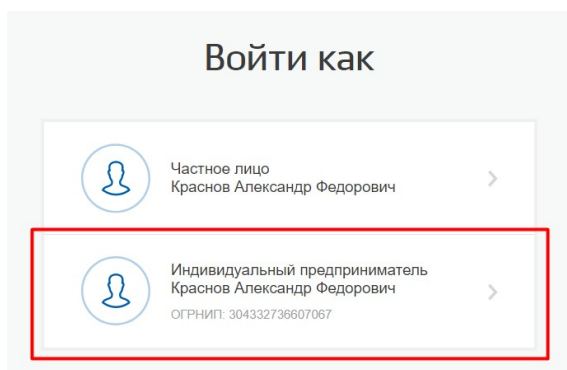 Войти как
Частное лицо
Краснов Александр Федорович
Индивидуальный предприниматель
Краснов Александр Федорович
ОГРНИП: 304332736607067